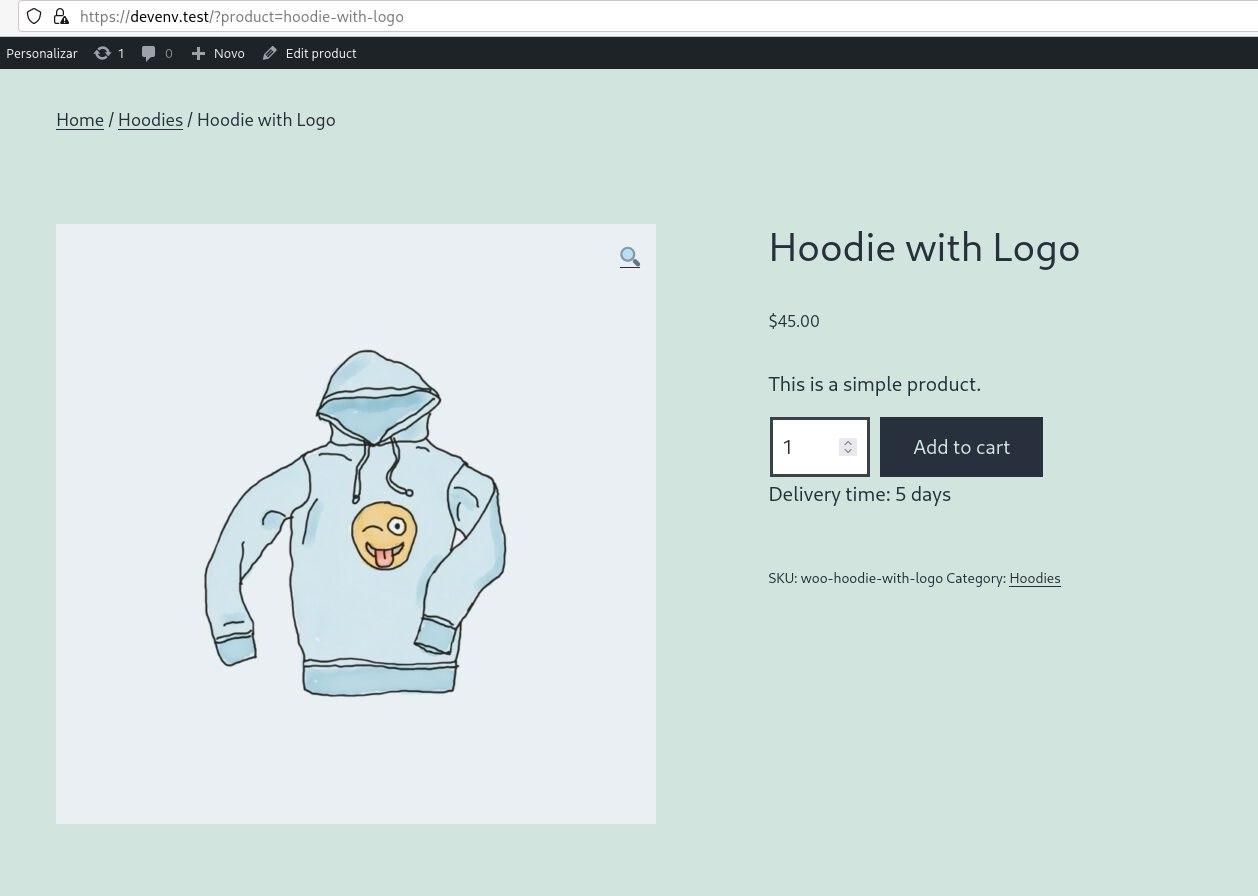 https://devenv.test/?product=hoodie-with-logo
Personalizar 1 0 Novo Edit product
Home / Hoodies / Hoodie with Logo
Hoodie with Logo
$45.00
This is a simple product.
1 Add to cart
Delivery time: 5 days
SKU: woo-hoodie-with-logo Category: Hoodies